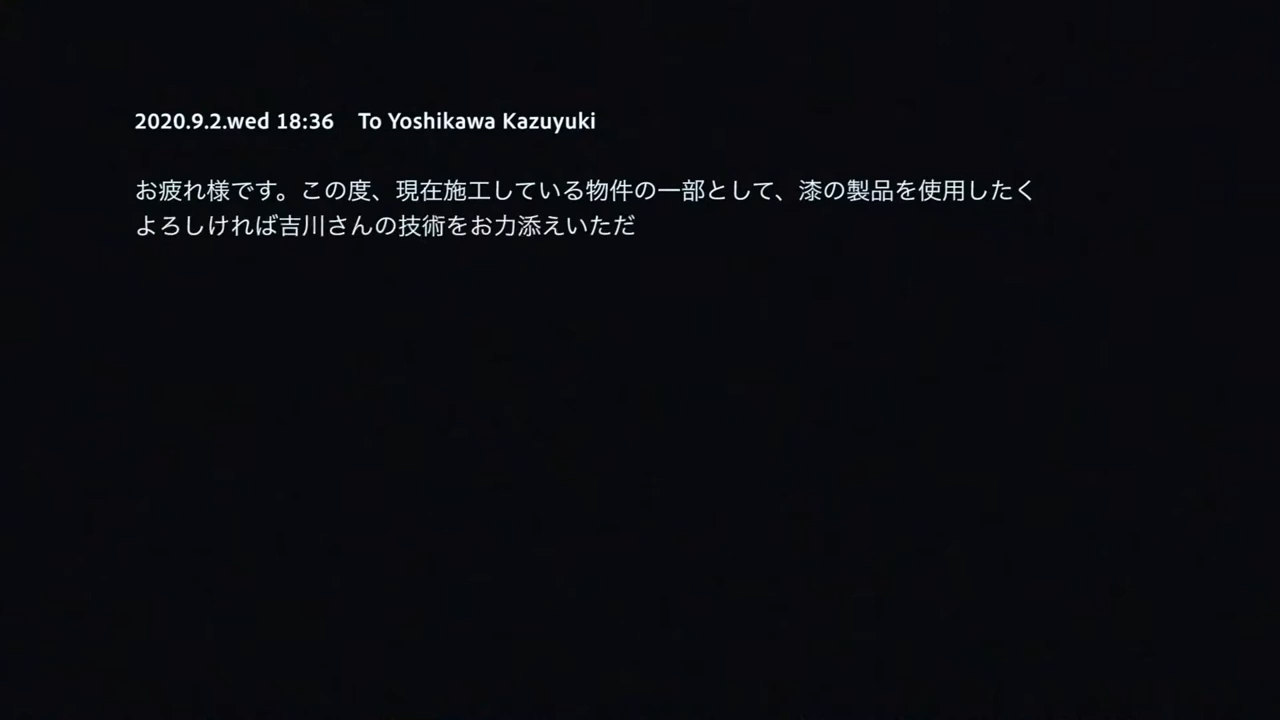 2020.9.2.wed 18:36 To Yoshikawa Kazuyuki
お疲れ様です。この度、現在施工している物件の一部として、漆の製品を使用したく
よろしければ吉川さんの技術をお力添えいただ